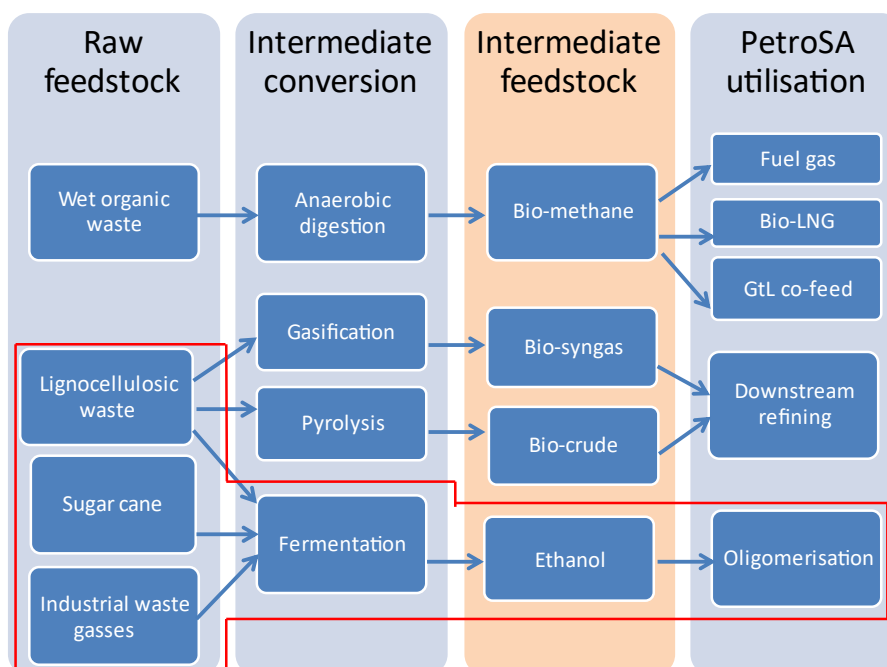 Raw
feedstock
Intermediate
conversion
Intermediate
feedstock
PetroSA
utilisation
Wet organic
waste
Anaerobic
digestion
Bio-methane
Fuel gas
Bio-LNG
GtL co-feed
Lignocellulosic
waste
Gasification
Bio-syngas
Pyrolysis
Bio-crude
Downstream
refining
Sugar cane
Industrial waste
gasses
Fermentation
Ethanol
Oligomerisation